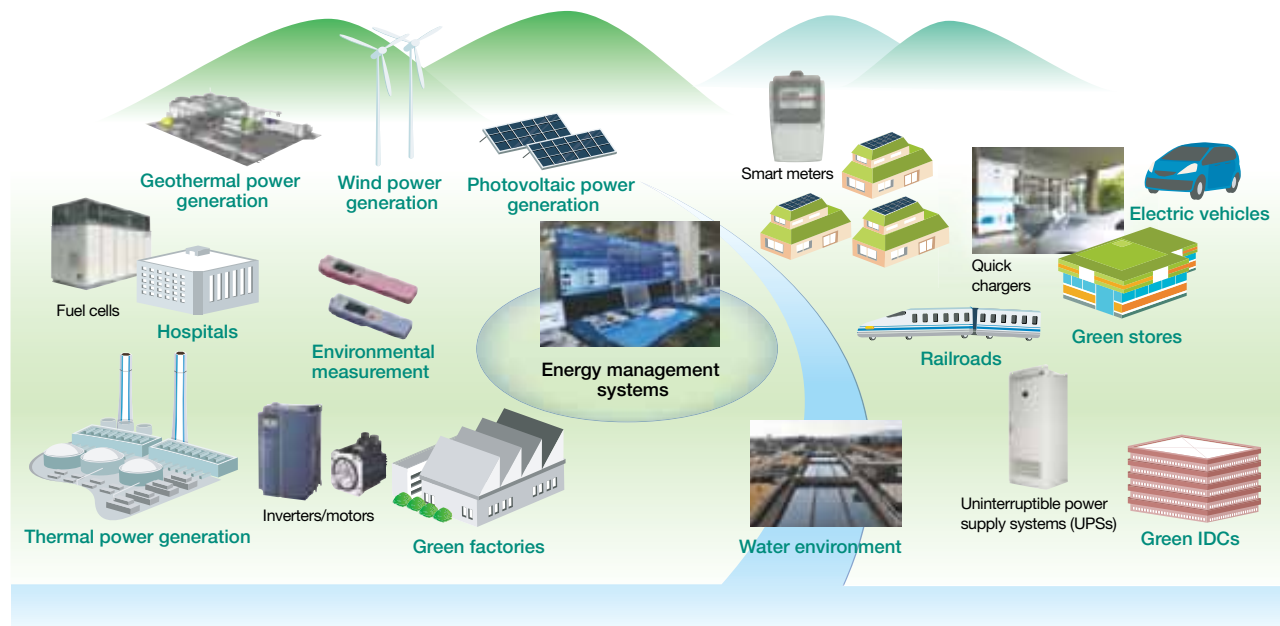 Geothermal power
generation
Wind power
generation
Photovoltaic power
generation
Smart meters
Electric vehicles
Quick
chargers
Fuel cells
Hospitals
Environmental
measurement
Energy management
systems
Railroads
Green stores
Thermal power generation
Inverters/motors
Green factories
Water environment
Uninterruptible power
supply systems (UPSs)
Green IDCs